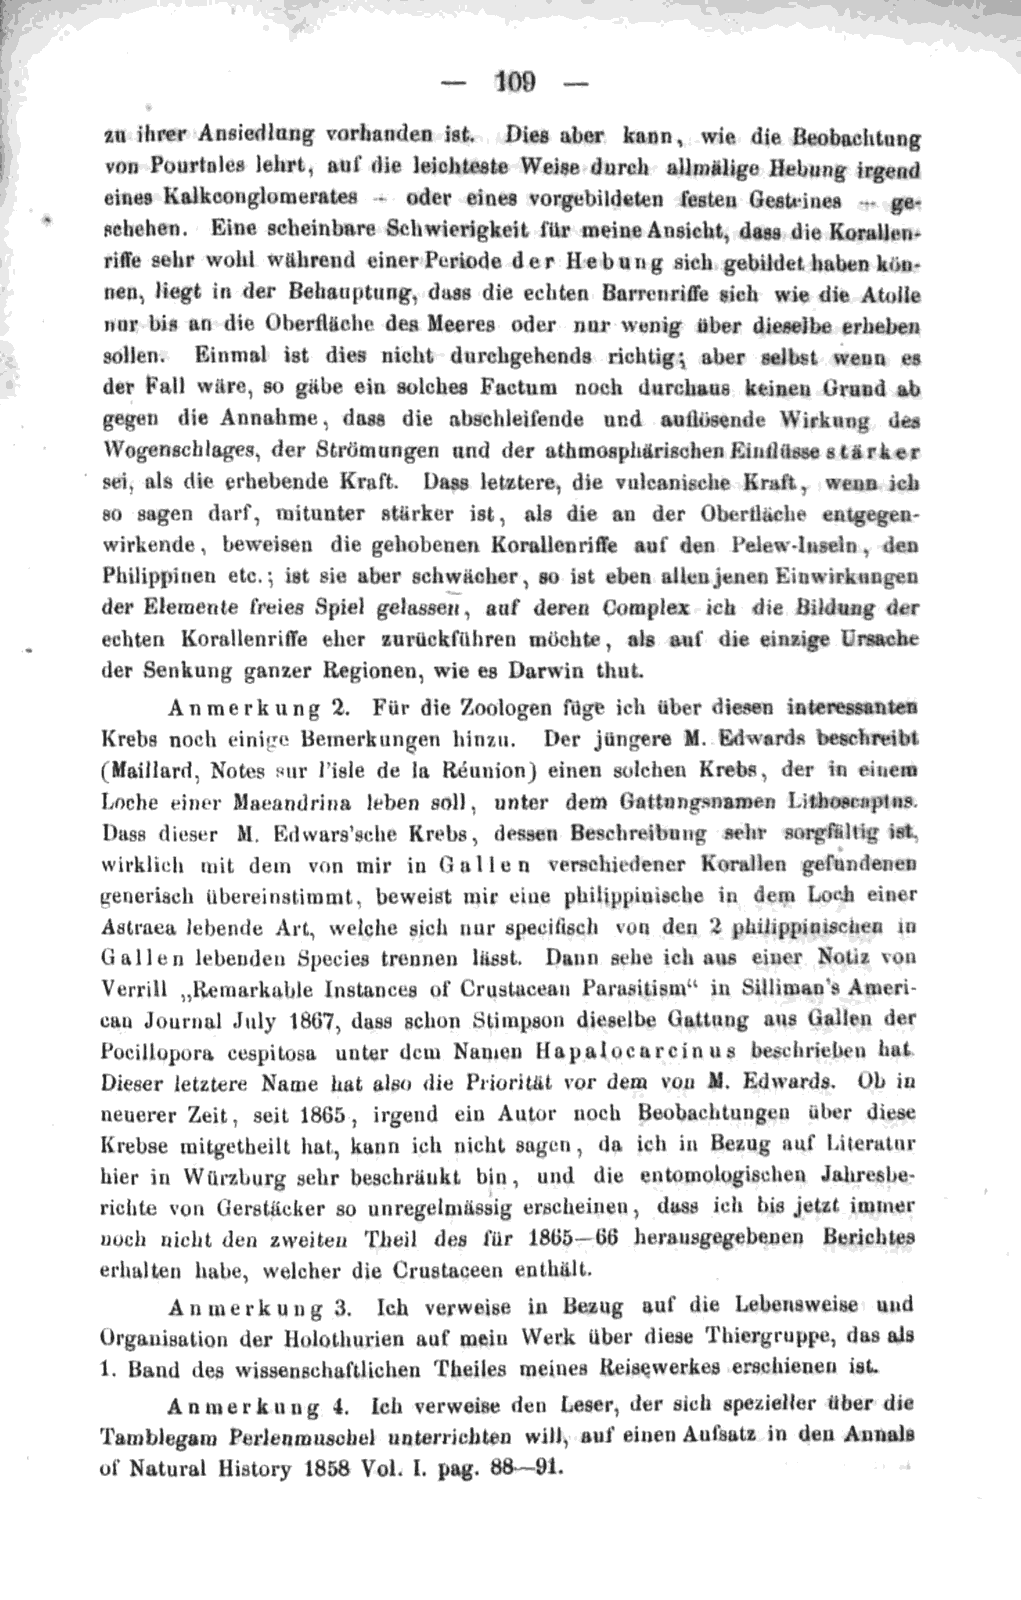 — 109 —
zu ihrer Ansiedlung vorhanden ist. Dies aber kann, wie die Beobachtung
von Pourtales lehrt, auf die leichteste Weise durch allmälige Hebung irgend
eines Kalkconglomerates – oder eines vorgebildeten festen Gesteines – ge-
schehen. Eine scheinbare Schwierigkeit für meine Ansicht, dass die Korallen-
riffe sehr wohl während einer Periode der Hebung sich gebildet haben kön-
nen, liegt in der Behauptung, dass die echten Barrenriffe sich wie die Atolle
nur bis an die Oberfläche des Meeres oder nur wenig über dieselbe erheben
sollen. Einmal ist dies nicht durchgehends richtig; aber selbst wenn es
der Fall wäre, so gäbe ein solches Factum noch durchaus keinen Grund ab
gegen die Annahme, dass die abschleifende und auflösende Wirkung des
Wogenschlages, der Strömungen und der athmosphärischen Einflüsse stärker
sei, als die erhebende Kraft. Dass letztere, die vulcanische Kraft, wenn ich
so sagen darf, mitunter stärker ist, als die an der Oberfläche entgegen-
wirkende, beweisen die gehobenen Korallenriffe auf den Pelew-Inseln, den
Philippinen etc.; ist sie aber schwächer, so ist eben allen jenen Einwirkungen
der Elemente freies Spiel gelassen, auf deren Complex ich die Bildung der
echten Korallenriffe eher zurückführen möchte, als auf die einzige Ursache
der Senkung ganzer Regionen, wie es Darwin thut.
Anmerkung 2. Für die Zoologen füge ich über diesen interessanten
Krebs noch einige Bemerkungen hinzu. Der jüngere M. Edwards beschreibt
(Maillard, Notes sur l'isle de la Réunion) einen solchen Krebs, der in einem
Loche einer Maeandrina leben soll, unter dem Gattungsnamen Lithoscaptus.
Dass dieser M. Edwars'sche Krebs, dessen Beschreibung sehr sorgfältig ist,
wirklich mit dem von mir in Gallen verschiedener Korallen gefundenen
generisch übereinstimmt, beweist mir eine philippinische in dem Loch einer
Astraea lebende Art, welche sich nur specifisch von den 2 philippinischen in
Gallen lebenden Species trennen lässt. Dann sehe ich aus einer Notiz von
Verrill „Remarkable Instances of Crustacean Parasitism“ in Silliman's Ameri-
can Journal July 1867, dass schon Stimpson dieselbe Gattung aus Gallen der
Pocillopora cespitosa unter dem Namen Hapalocarcinus beschrieben hat.
Dieser letztere Name hat also die Priorität vor dem von M. Edwards. Ob in
neuerer Zeit, seit 1865, irgend ein Autor noch Beobachtungen über diese
Krebse mitgetheilt hat, kann ich nicht sagen, da ich in Bezug auf Literatur
hier in Würzburg sehr beschränkt bin, und die entomologischen Jahresbe-
richte von Gerstäcker so unregelmässig erscheinen, dass ich bis jetzt immer
noch nicht den zweiten Theil des für 1865—66 herausgegebenen Berichtes
erhalten habe, welcher die Crustaceen enthält.
Anmerkung 3. Ich verweise in Bezug auf die Lebensweise und
Organisation der Holothurien auf mein Werk über diese Thiergruppe, das als
1. Band des wissenschaftlichen Theiles meines Reisewerkes erschienen ist.
Anmerkung 4. Ich verweise den Leser, der sich spezieller über die
Tamblegam Perlenmuschel unterrichten will, auf einen Aufsatz in den Annals
of Natural History 1858 Vol. I. pag. 88—91.